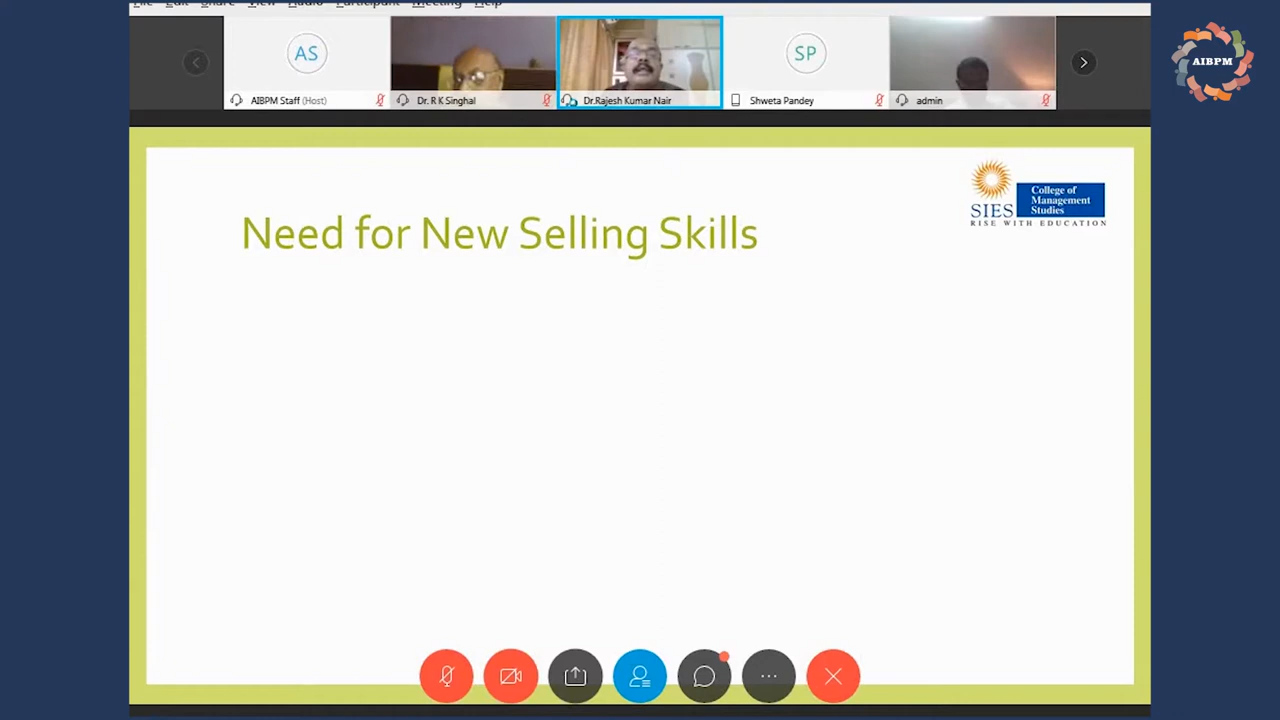 File Edit Share View Audio Participant Meeting Help
AIBPM
AS
SP
AIBPM Staff (Host)
Dr. R K Singhal
Dr.Rajesh Kumar Nair
Shweta Pandey
admin
Need for New Selling Skills
SIES
College of
Management
Studies
RISE WITH EDUCATION